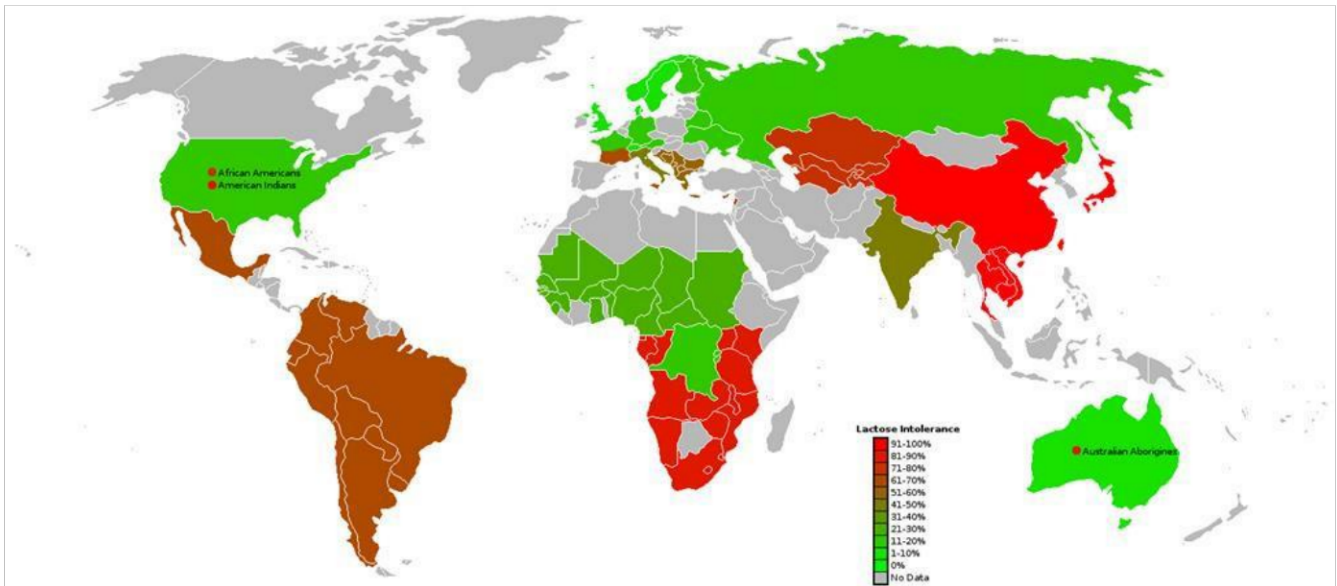 African Americans
American Indians
Lactose Intolerance
91-100%
81-90%
71-80%
61-70%
51-60%
41-50%
31-40%
21-30%
11-20%
1-10%
0%
No Data
Australian Aborigines